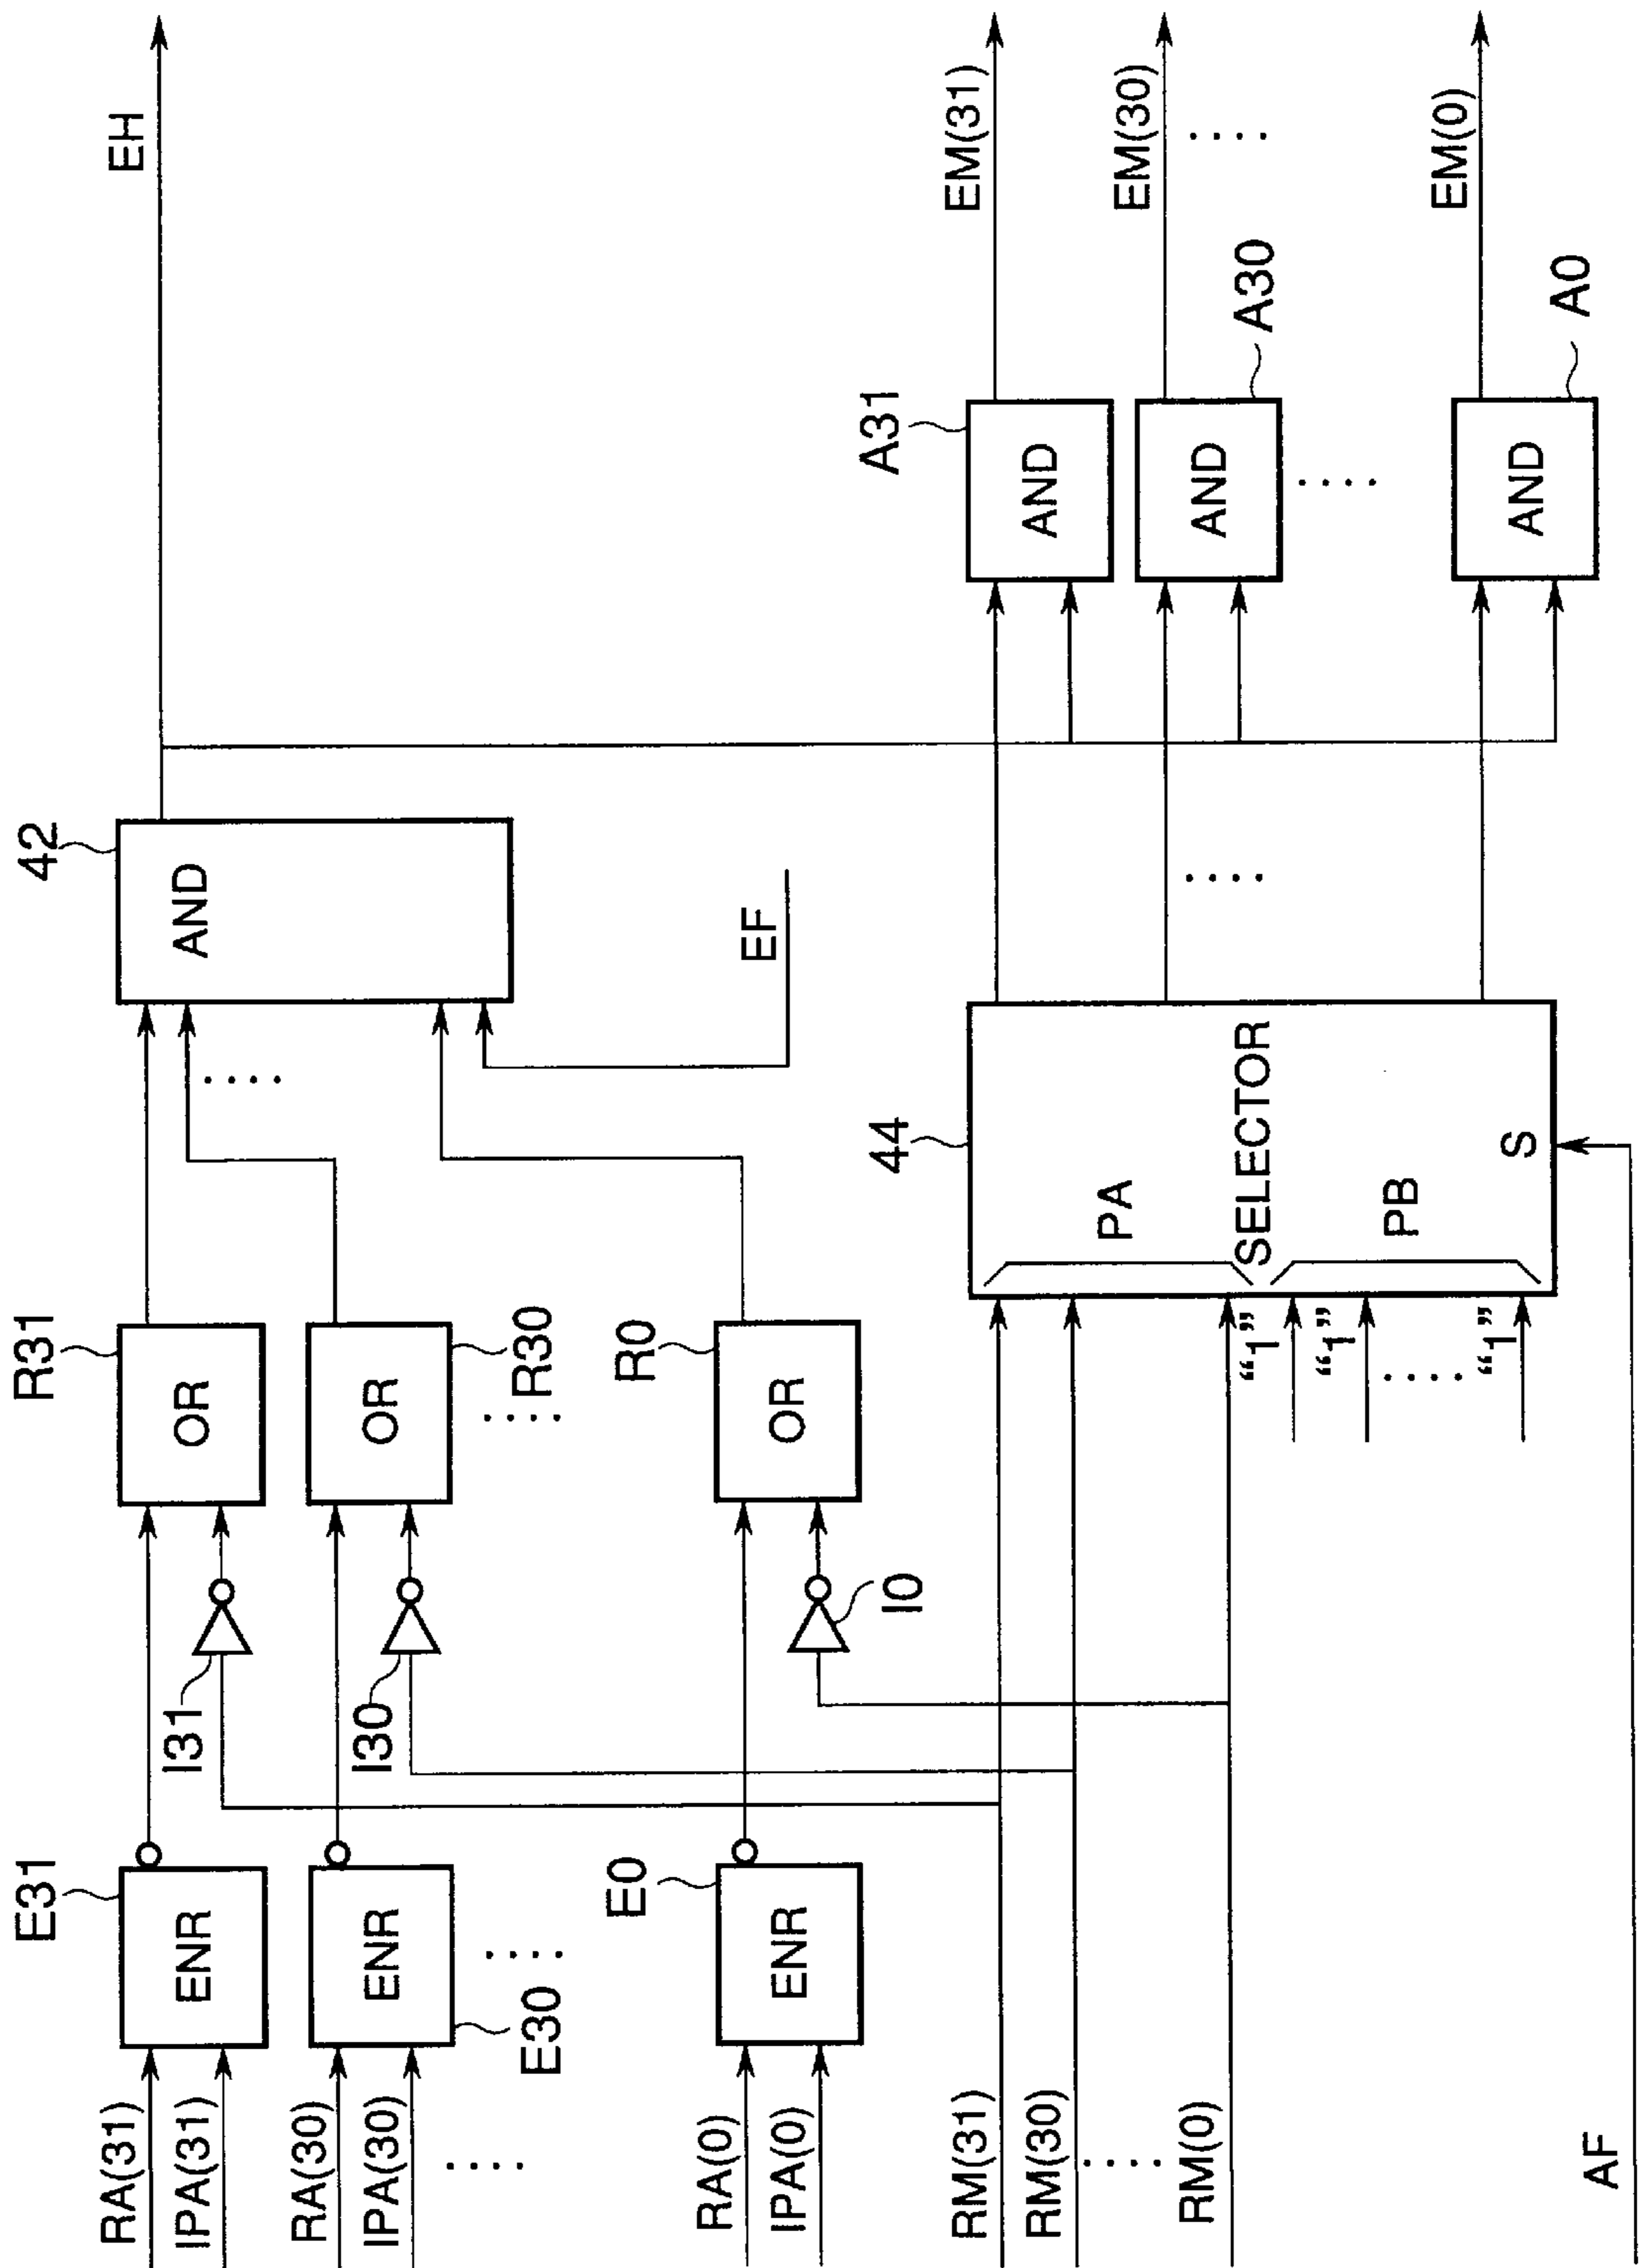 RA(31)
IPA(31)
RA(30)
IPA(30)
....
RA(0)
IPA(0)
RM(31)
RM(30)
....
RM(0)
AF
E31
ENR
ENR
E30
....
E0
ENR
I31
I30
I0
R31
OR
OR
R30
....
R0
OR
"1"
"1"
....
"1"
44
PA
SELECTOR
PB
S
....
42
AND
EF
....
A31
AND
AND
A30
....
AND
A0
EH
EM(31)
EM(30)
....
EM(0)